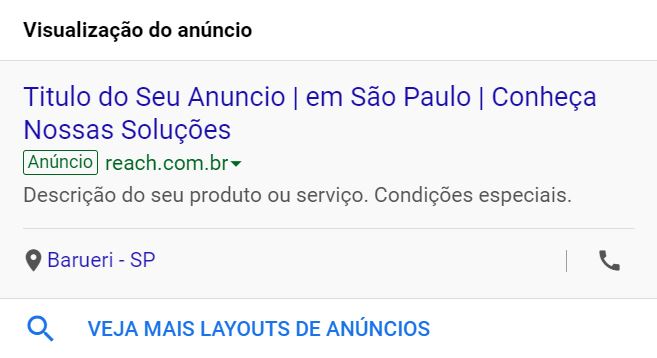 Visualização do anúncio
Titulo do Seu Anuncio | em São Paulo | Conheça
Nossas Soluções
Anúncio reach.com.br
Descrição do seu produto ou serviço. Condições especiais.
Barueri - SP
VEJA MAIS LAYOUTS DE ANÚNCIOS